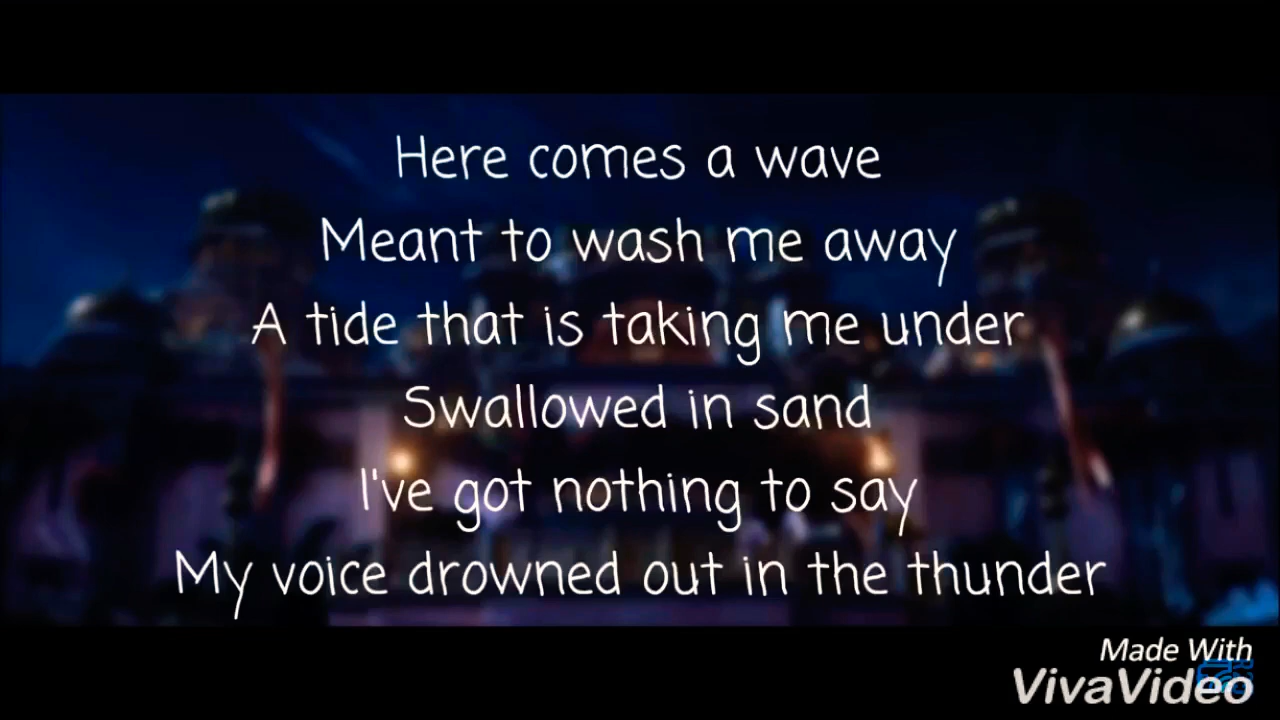 Here comes a wave
Meant to wash me away
A tide that is taking me under
Swallowed in sand
I've got nothing to say
My voice drowned out in the thunder
Made With
VivaVideo